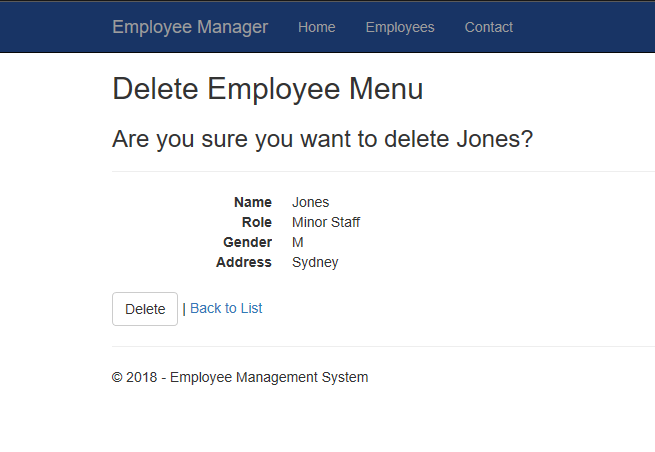 Employee Manager Home Employees Contact
Delete Employee Menu
Are you sure you want to delete Jones?
Name Jones
Role Minor Staff
Gender M
Address Sydney
Delete | Back to List
© 2018 - Employee Management System